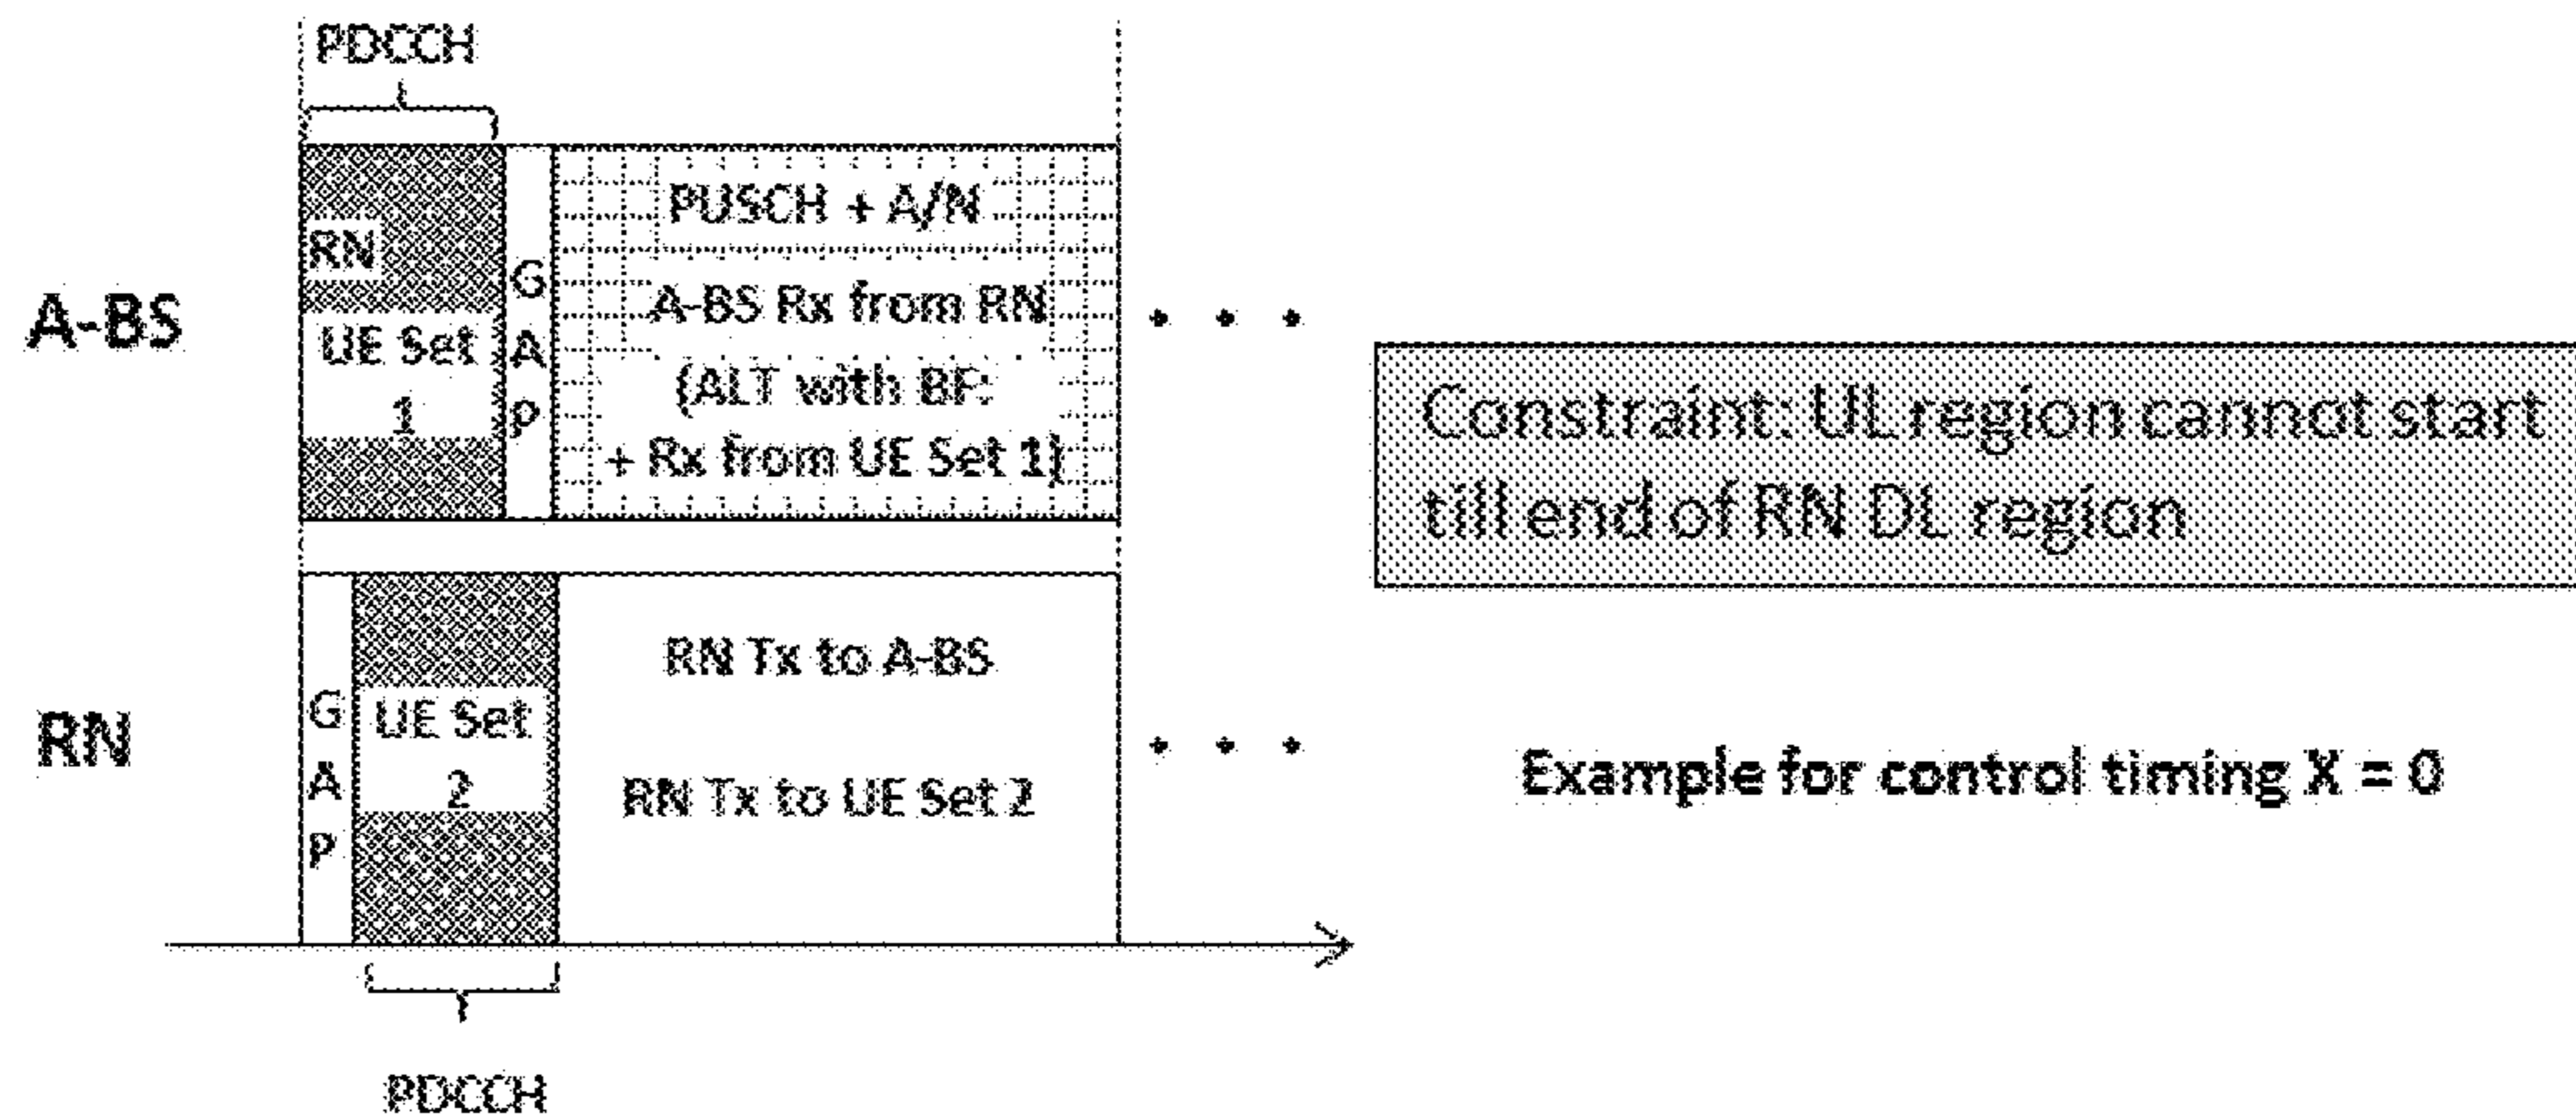 PDCCH
A-BS
RN
UE Set
1
G
A
P
PUSCH + A/N
A-BS Rx from RN
(ALT with BF:
+ Rx from UE Set 1)
. . .
Constraint: UL region cannot start
till end of RN DL region
RN
G
A
P
UE Set
2
RN Tx to A-BS
RN Tx to UE Set 2
. . .
Example for control timing X = 0
PDCCH